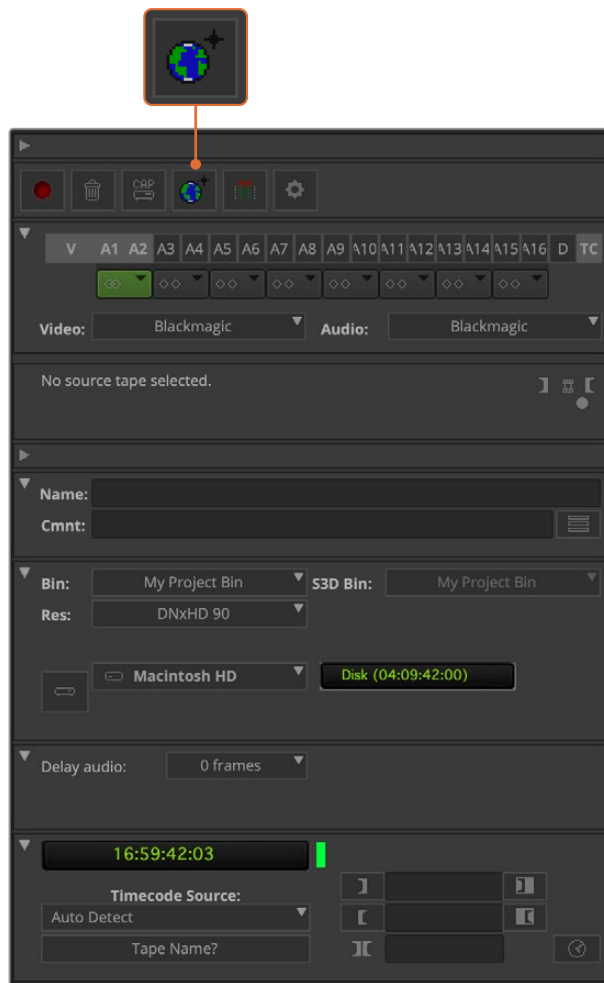 CAP
V A1 A2 A3 A4 A5 A6 A7 A8 A9 A10 A11 A12 A13 A14 A15 A16 D TC
Video: Blackmagic Audio: Blackmagic
No source tape selected.
Name:
Cmnt:
Bin: My Project Bin S3D Bin: My Project Bin
Res: DNxHD 90
Macintosh HD Disk (04:09:42:00)
Delay audio: 0 frames
16:59:42:03
Timecode Source:
Auto Detect
Tape Name?